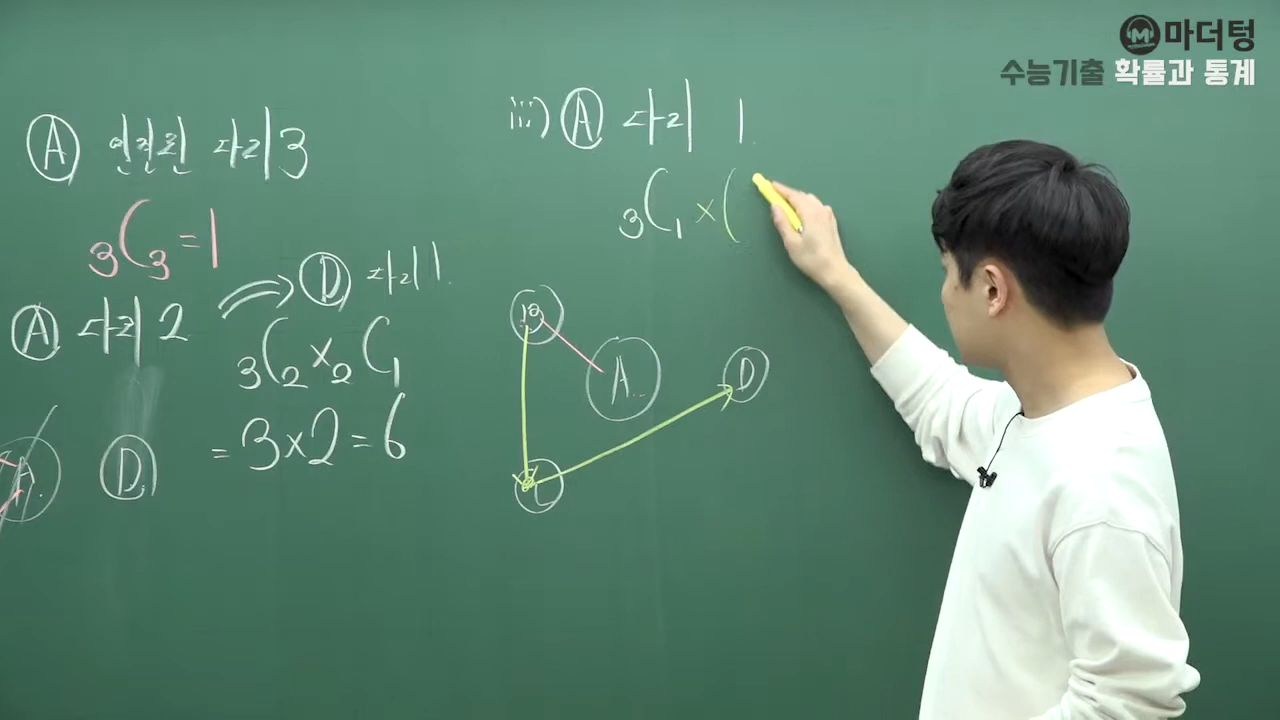 마더텅
수능기출 확률과 통계
Ⓐ 연결된 다리 3
₃C₃ = 1
Ⓐ 다리 2
Ⓓ 다리 1.
₃C₂ × ₂C₁
= 3 × 2 = 6
A
Ⓓ
iii) Ⓐ 다리 1.
₃C₁ × (
B
A
D
C